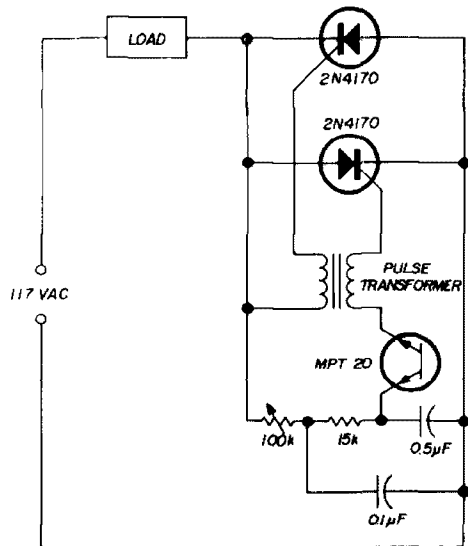 LOAD
2N4170
2N4170
117 VAC
PULSE
TRANSFORMER
MPT 20
100k
15k
0.5µF
0.1µF